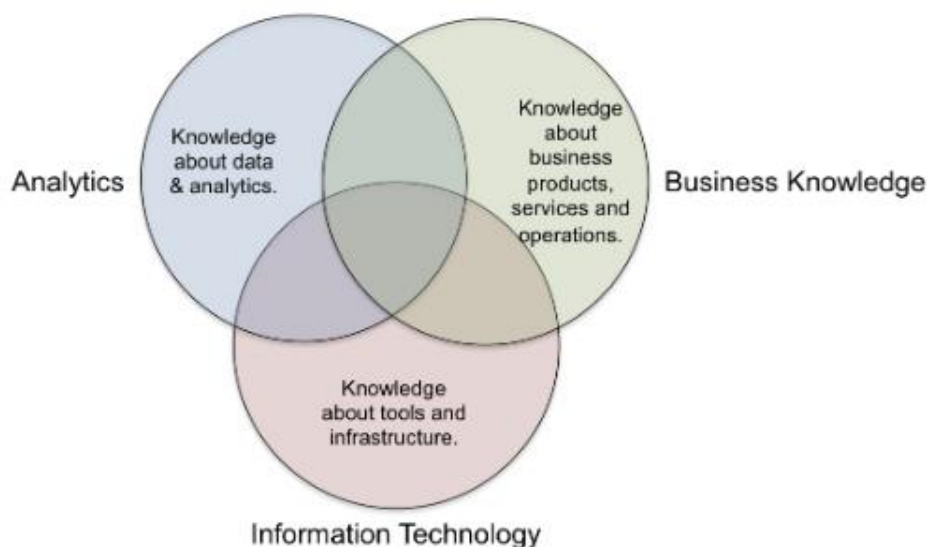 Analytics
Knowledge
about data
& analytics.
Knowledge
about
business
products,
services and
operations.
Business Knowledge
Knowledge
about tools and
infrastructure.
Information Technology